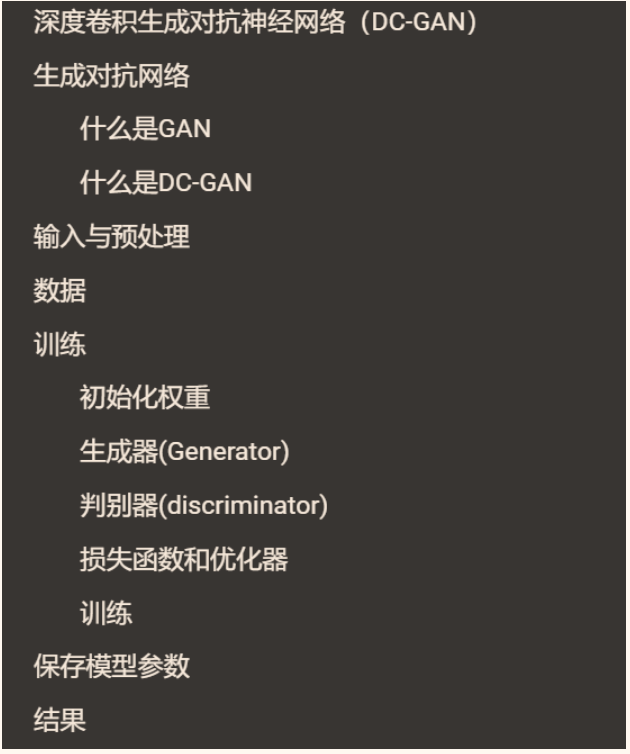 深度卷积生成对抗神经网络（DC-GAN）
生成对抗网络
什么是GAN
什么是DC-GAN
输入与预处理
数据
训练
初始化权重
生成器(Generator)
判别器(discriminator)
损失函数和优化器
训练
保存模型参数
结果